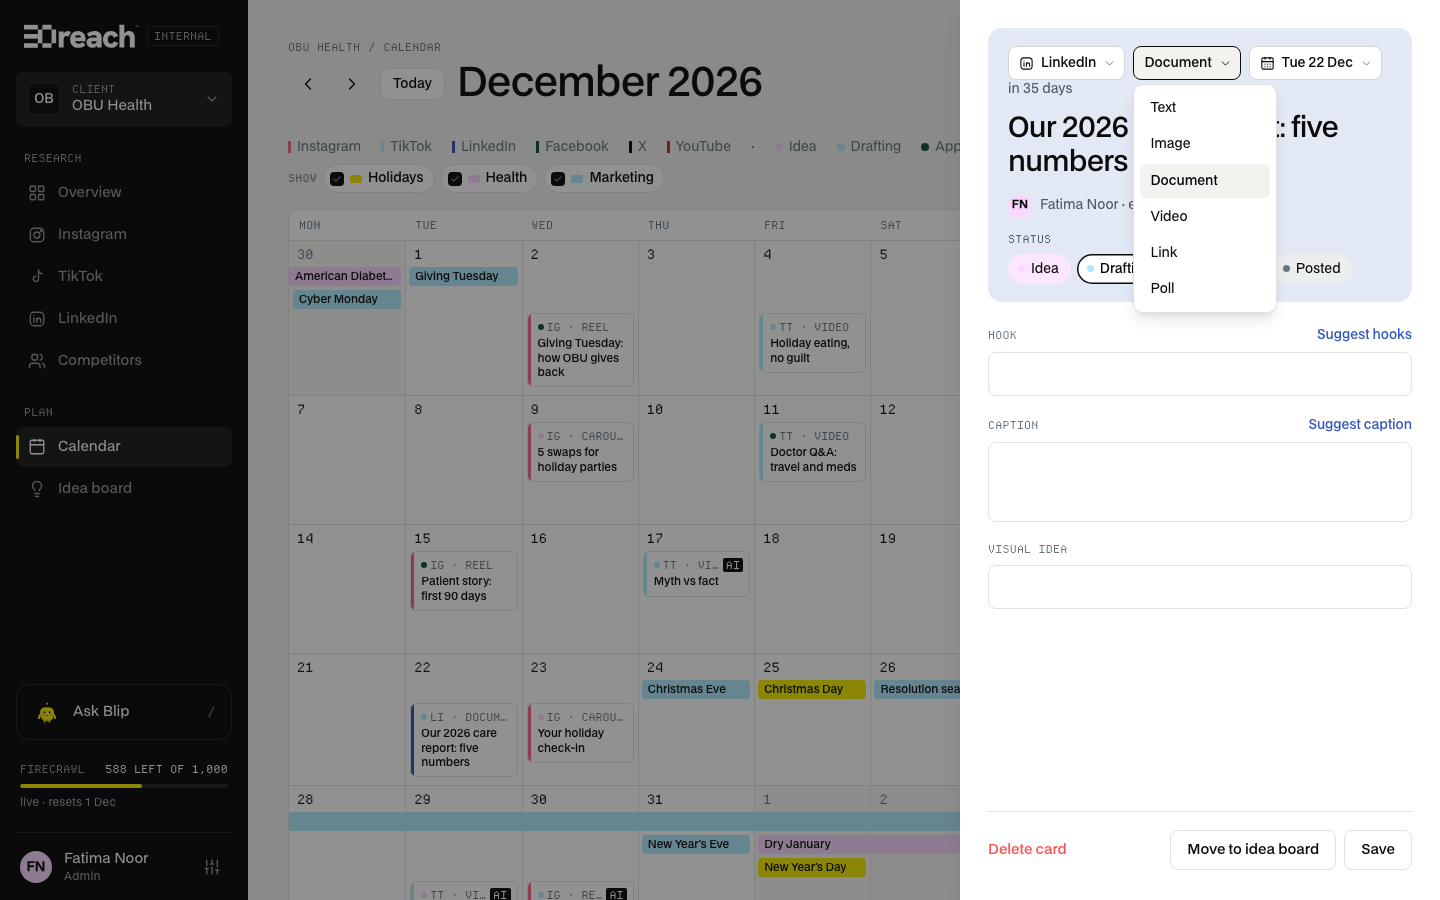 reach INTERNAL
OB CLIENT
OBU Health
RESEARCH
Overview
Instagram
TikTok
LinkedIn
Competitors
PLAN
Calendar
Idea board
Ask Blip /
FIRECRAWL 588 LEFT OF 1,000
live · resets 1 Dec
FN Fatima Noor
Admin
OBU HEALTH / CALENDAR
Today December 2026
Instagram TikTok LinkedIn Facebook X YouTube · Idea Drafting App
SHOW Holidays Health Marketing
MON TUE WED THU FRI SAT
30 1 2 3 4 5
American Diabet… Giving Tuesday
Cyber Monday
IG · REEL
Giving Tuesday:
how OBU gives
back
TT · VIDEO
Holiday eating,
no guilt
7 8 9 10 11 12
IG · CAROU…
5 swaps for
holiday parties
TT · VIDEO
Doctor Q&A:
travel and meds
14 15 16 17 18 19
IG · REEL
Patient story:
first 90 days
TT · VI… AI
Myth vs fact
21 22 23 24 25 26
Christmas Eve Christmas Day Resolution sea
LI · DOCUM…
Our 2026 care
report: five
numbers
IG · CAROU…
Your holiday
check-in
28 29 30 31 1 2
New Year's Eve Dry January
New Year's Day
TT · VI… AI
IG · RE… AI
LinkedIn Document Tue 22 Dec
in 35 days
Our 2026 t: five
numbers
FN Fatima Noor · e
STATUS
Idea Drafti Posted
Text
Image
Document
Video
Link
Poll
HOOK Suggest hooks
CAPTION Suggest caption
VISUAL IDEA
Delete card Move to idea board Save